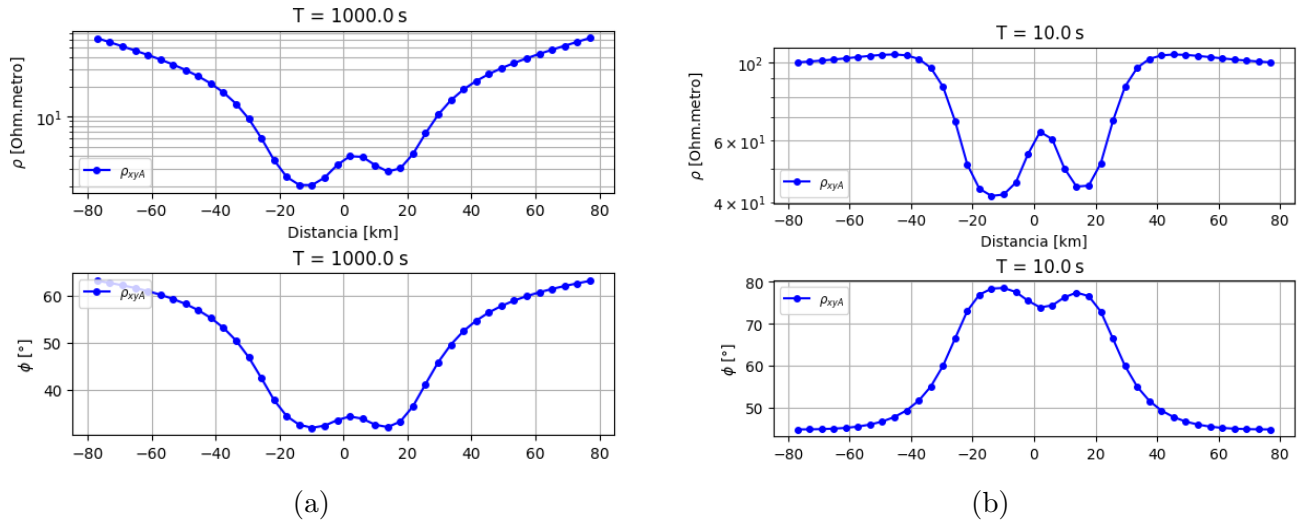 T = 1000.0 s
ρ [Ohm.metro]
10¹
ρxyA
−80 −60 −40 −20 0 20 40 60 80
Distancia [km]
T = 1000.0 s
ϕ [°]
60
50
40
ρxyA
−80 −60 −40 −20 0 20 40 60 80
(a)
T = 10.0 s
ρ [Ohm.metro]
10²
6 × 10¹
4 × 10¹
ρxyA
−80 −60 −40 −20 0 20 40 60 80
Distancia [km]
T = 10.0 s
ϕ [°]
80
70
60
50
ρxyA
−80 −60 −40 −20 0 20 40 60 80
(b)